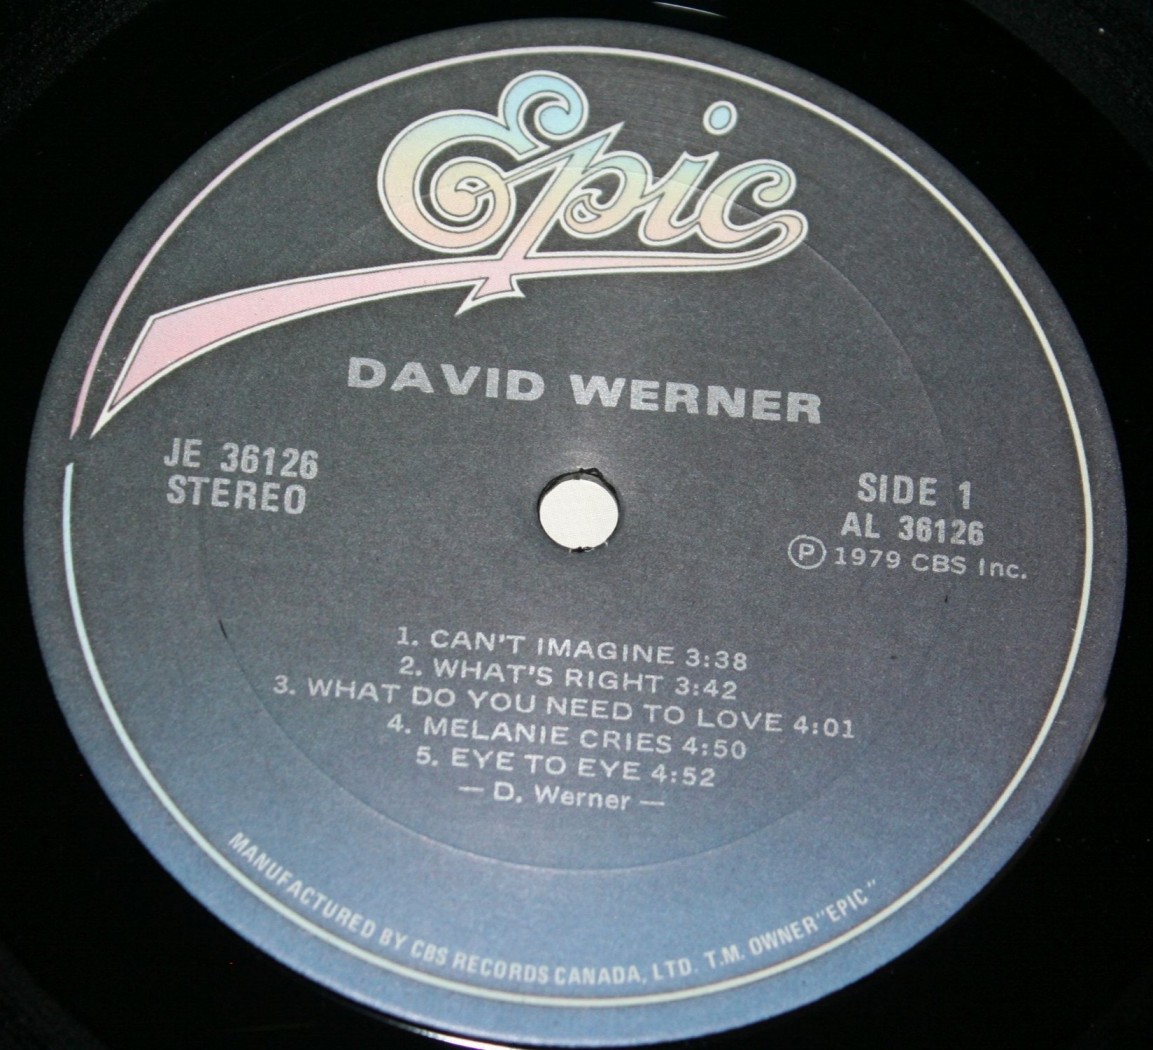 Epic
DAVID WERNER
JE 36126
STEREO
SIDE 1
AL 36126
Ⓟ 1979 CBS Inc.
1. CAN'T IMAGINE 3:38
2. WHAT'S RIGHT 3:42
3. WHAT DO YOU NEED TO LOVE 4:01
4. MELANIE CRIES 4:50
5. EYE TO EYE 4:52
— D. Werner —
MANUFACTURED BY CBS RECORDS CANADA, LTD. T.M. OWNER "EPIC"